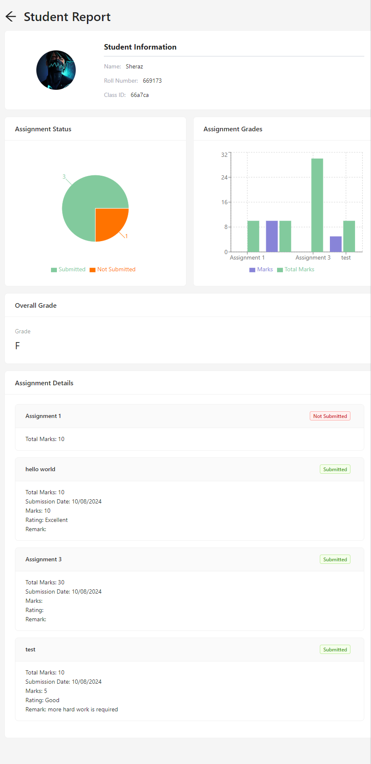 Student Report
Student Information
Name: Sheraz
Roll Number: 669173
Class ID: 66a7ca
Assignment Status
3
1
Submitted Not Submitted
Assignment Grades
32
24
16
8
0
Assignment 1 Assignment 3 test
Marks Total Marks
Overall Grade
Grade
F
Assignment Details
Assignment 1 Not Submitted
Total Marks: 10
hello world Submitted
Total Marks: 10
Submission Date: 10/08/2024
Marks: 10
Rating: Excellent
Remark:
Assignment 3 Submitted
Total Marks: 30
Submission Date: 10/08/2024
Marks:
Rating:
Remark:
test Submitted
Total Marks: 10
Submission Date: 10/08/2024
Marks: 5
Rating: Good
Remark: more hard work is required